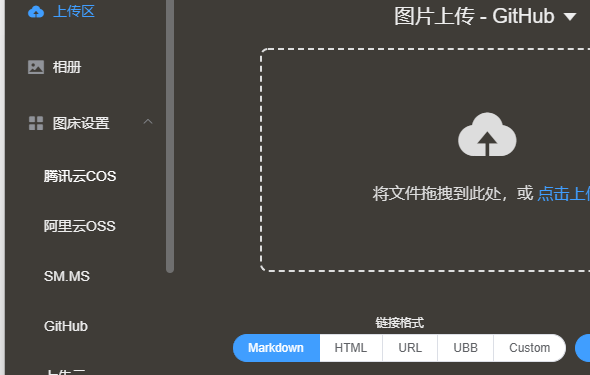 上传区
相册
图床设置
腾讯云COS
阿里云OSS
SM.MS
GitHub
图片上传 - GitHub
将文件拖拽到此处，或 点击上
链接格式
Markdown HTML URL UBB Custom